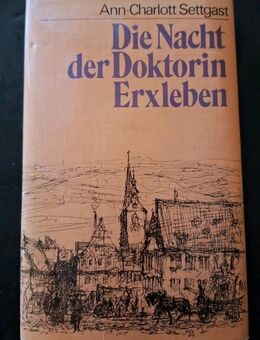 Ann-Charlott Settgast
Die Nacht
der Doktorin
Erxleben